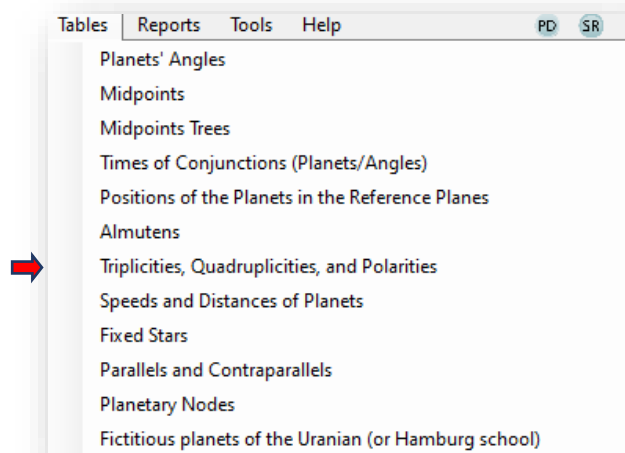 Tables Reports Tools Help PD SR
Planets' Angles
Midpoints
Midpoints Trees
Times of Conjunctions (Planets/Angles)
Positions of the Planets in the Reference Planes
Almutens
Triplicities, Quadruplicities, and Polarities
Speeds and Distances of Planets
Fixed Stars
Parallels and Contraparallels
Planetary Nodes
Fictitious planets of the Uranian (or Hamburg school)